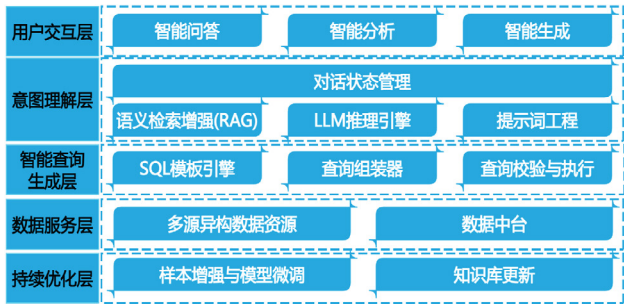 用户交互层
智能问答
智能分析
智能生成
意图理解层
对话状态管理
语义检索增强(RAG)
LLM推理引擎
提示词工程
智能查询
生成层
SQL模板引擎
查询组装器
查询校验与执行
数据服务层
多源异构数据资源
数据中台
持续优化层
样本增强与模型微调
知识库更新